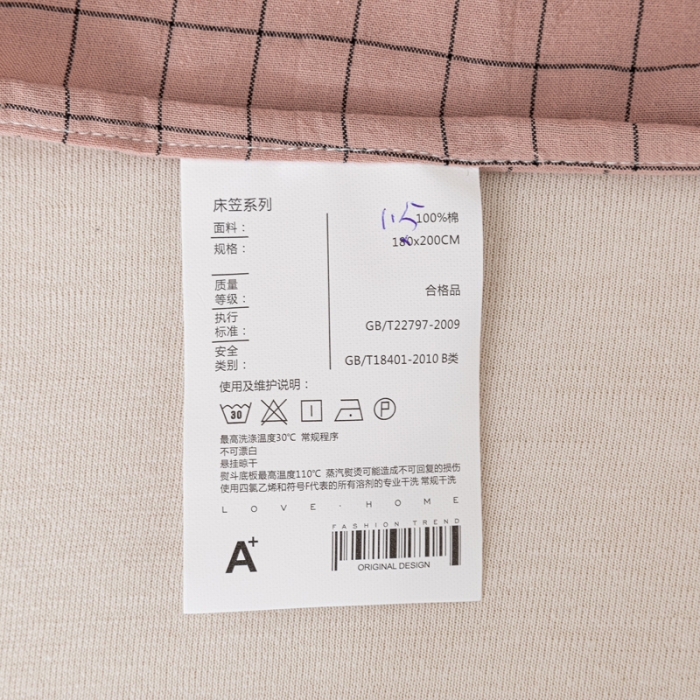 床笠系列
1.5
面料： 100%棉
规格： 180x200CM
质量
等级： 合格品
执行
标准： GB/T22797-2009
安全
类别： GB/T18401-2010 B类
使用及维护说明：
30 P
最高洗涤温度30℃ 常规程序
不可漂白
悬挂晾干
熨斗底板最高温度110℃ 蒸汽熨烫可能造成不可回复的损伤
使用四氯乙烯和符号F代表的所有溶剂的专业干洗 常规干洗
LOVE·HOME
FASHION TREND
A+
ORIGINAL DESIGN